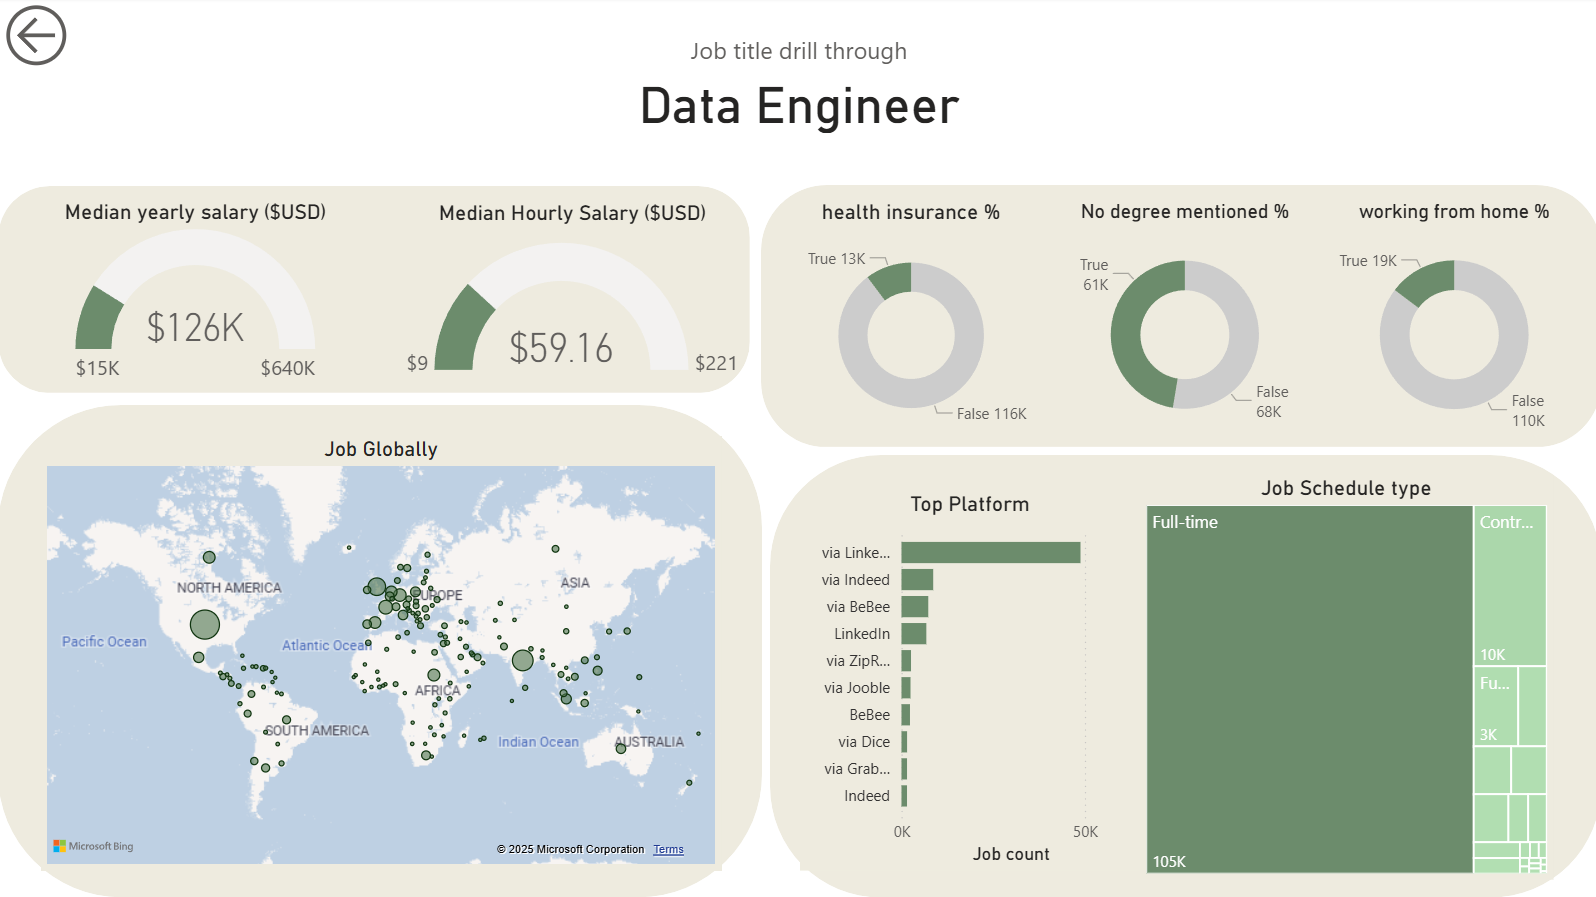 Job title drill through
Data Engineer
Median yearly salary ($USD)
$126K
$15K
$640K
Median Hourly Salary ($USD)
$59.16
$9
$221
health insurance %
True 13K
False 116K
No degree mentioned %
True
61K
False
68K
working from home %
True 19K
False
110K
Job Globally
NORTH AMERICA
EUROPE
ASIA
Pacific Ocean
Atlantic Ocean
AFRICA
SOUTH AMERICA
Indian Ocean
AUSTRALIA
Microsoft Bing
© 2025 Microsoft Corporation Terms
Top Platform
via Linke...
via Indeed
via BeBee
LinkedIn
via ZipR...
via Jooble
BeBee
via Dice
via Grab...
Indeed
0K
50K
Job count
Job Schedule type
Full-time
105K
Contr...
10K
Fu...
3K